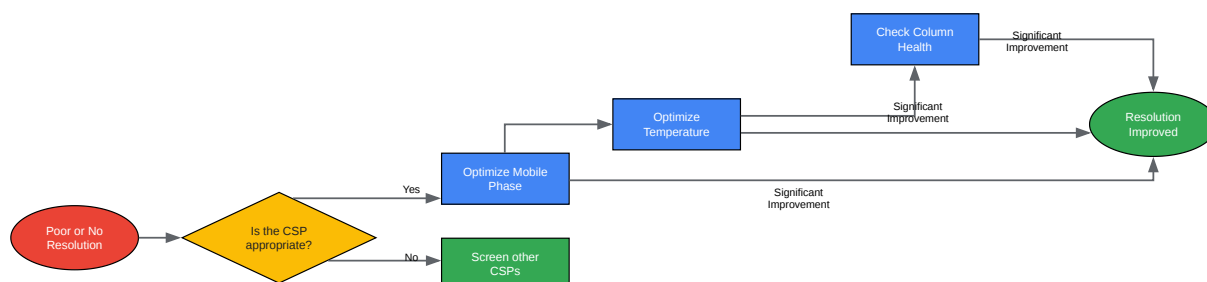 Check Column
Health
Significant
Improvement
Optimize
Temperature
Significant
Improvement
Resolution
Improved
Optimize Mobile
Phase
Yes
Significant
Improvement
Poor or No
Resolution
Is the CSP
appropriate?
No
Screen other
CSPs